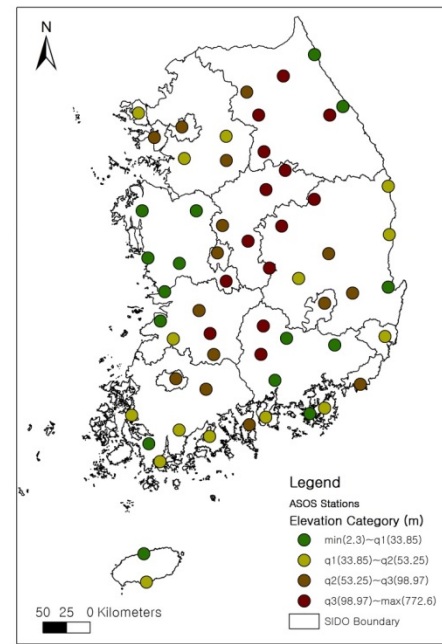 N
Legend
ASOS Stations
Elevation Category (m)
min(2.3)~q1(33.85)
q1(33.85)~q2(53.25)
q2(53.25)~q3(98.97)
q3(98.97)~max(772.6)
SIDO Boundary
50 25 0 Kilometers